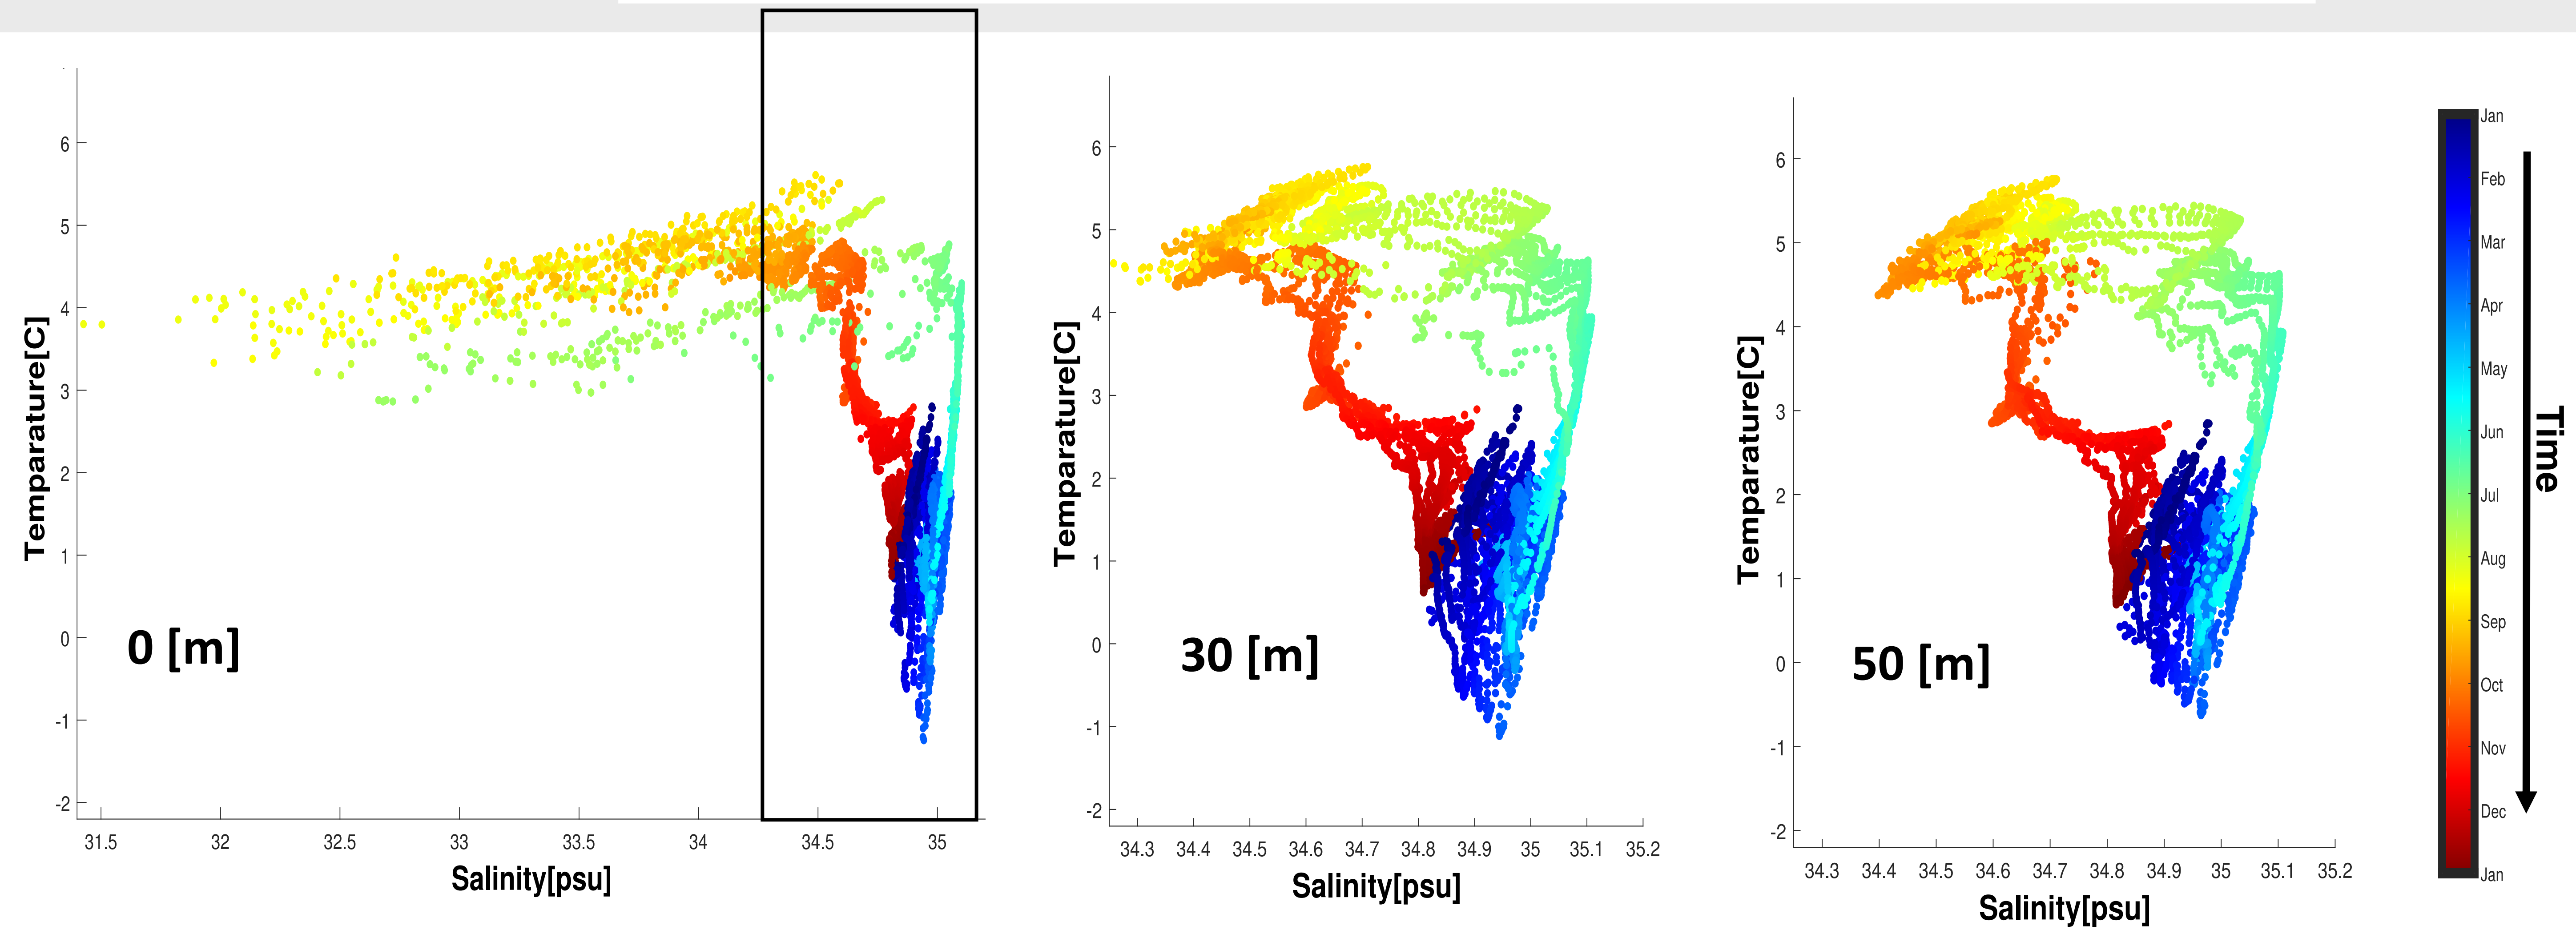 6
5
4
3
2
1
0
-1
-2
Temparature[C]
0 [m]
31.5 32 32.5 33 33.5 34 34.5 35
Salinity[psu]
6
5
4
3
2
1
0
-1
-2
Temparature[C]
30 [m]
34.3 34.4 34.5 34.6 34.7 34.8 34.9 35 35.1 35.2
Salinity[psu]
6
5
4
3
2
1
0
-1
-2
Temparature[C]
50 [m]
34.3 34.4 34.5 34.6 34.7 34.8 34.9 35 35.1 35.2
Salinity[psu]
Jan
Feb
Mar
Apr
May
Jun
Jul
Aug
Sep
Oct
Nov
Dec
Jan
Time